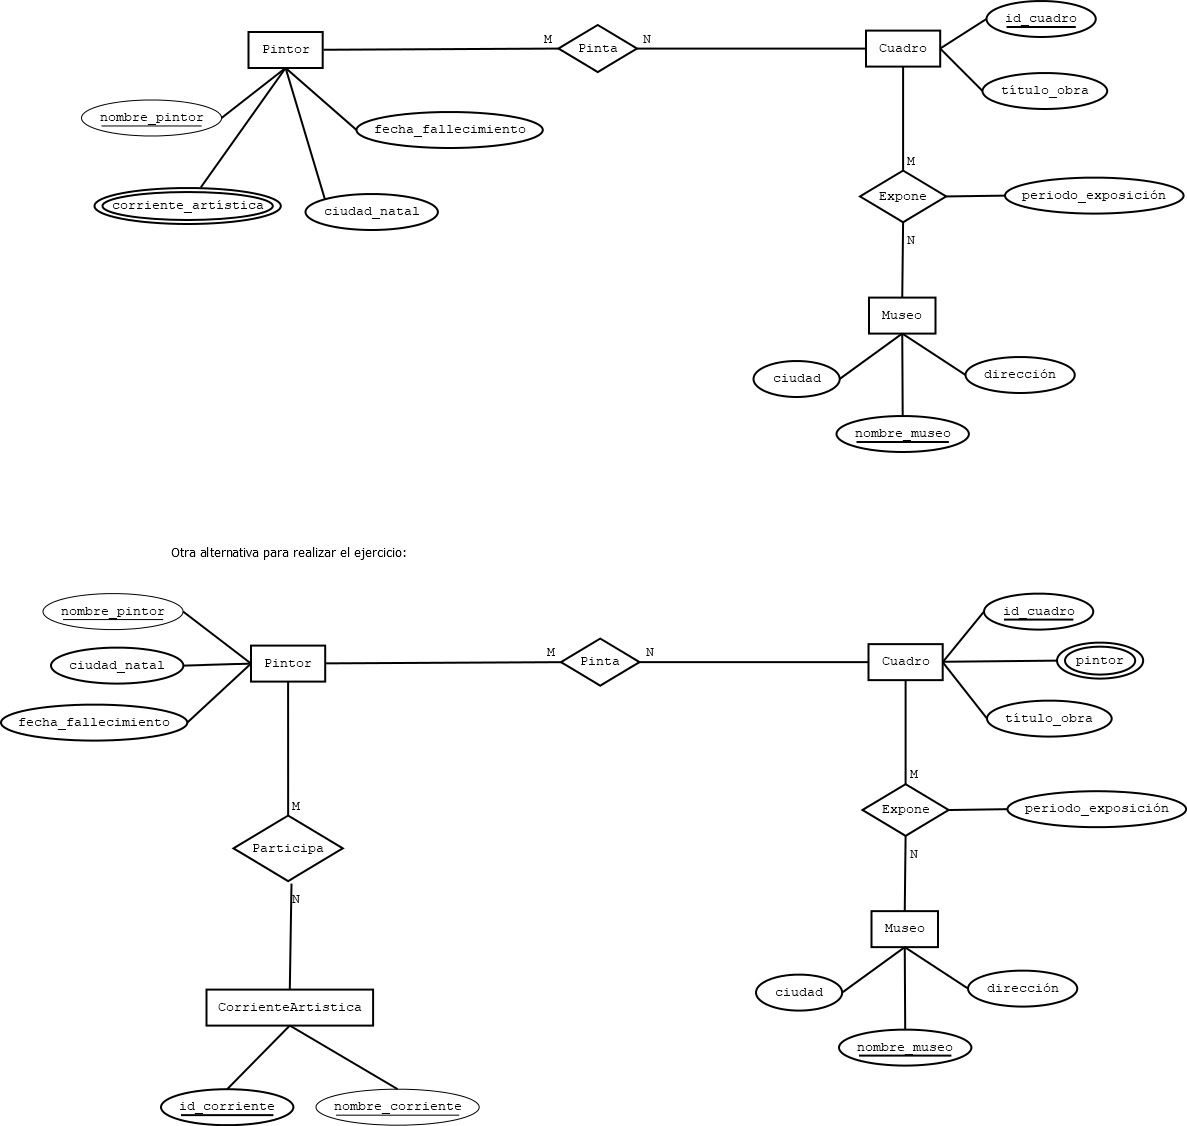 id_cuadro
Pintor
M
Pinta
N
Cuadro
título_obra
nombre_pintor
fecha_fallecimiento
M
corriente_artística
ciudad_natal
Expone
periodo_exposición
N
Museo
ciudad
dirección
nombre_museo
Otra alternativa para realizar el ejercicio:
nombre_pintor
id_cuadro
ciudad_natal
Pintor
M
Pinta
N
Cuadro
pintor
fecha_fallecimiento
título_obra
M
M
Expone
periodo_exposición
Participa
N
N
Museo
ciudad
dirección
CorrienteArtistica
nombre_museo
id_corriente
nombre_corriente